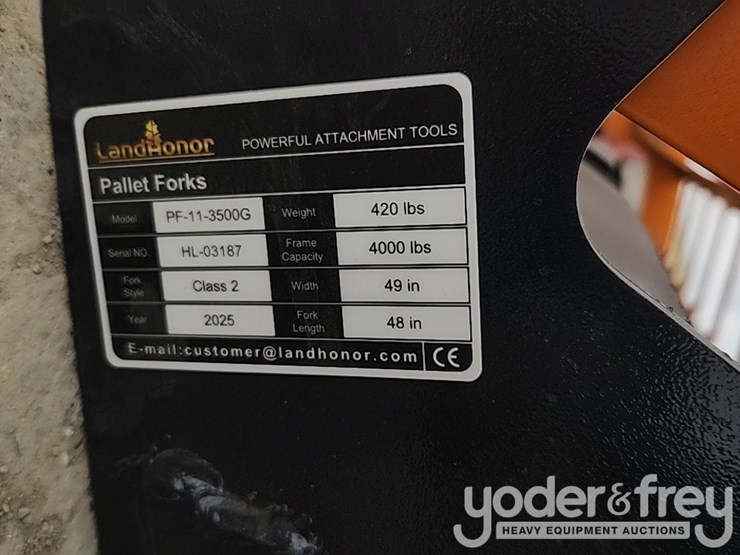 LandHonor POWERFUL ATTACHMENT TOOLS
Pallet Forks
Model PF-11-3500G Weight 420 lbs
Serial NO. HL-03187 Frame Capacity 4000 lbs
Fork Style Class 2 Width 49 in
Year 2025 Fork Length 48 in
E-mail:customer@landhonor.com CE
yoder&frey
HEAVY EQUIPMENT AUCTIONS